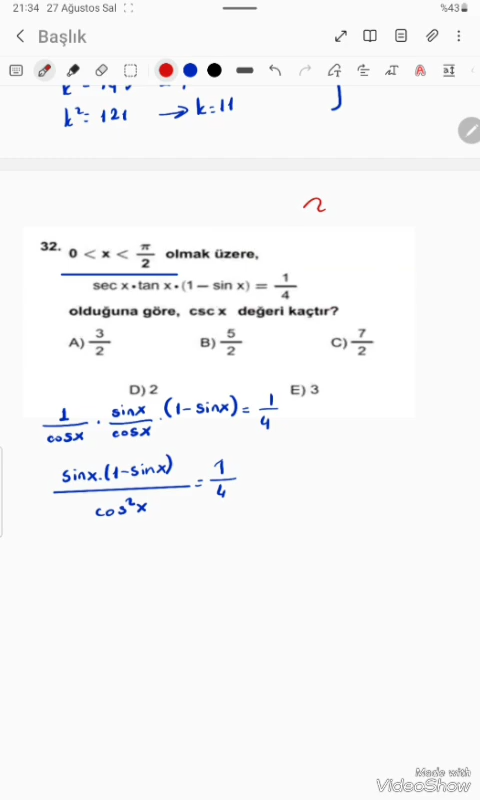 21:34 27 Ağustos Sal %43
Başlık
k²= 121 → k=11
32. 0 < x < π/2 olmak üzere,
sec x·tan x·(1 − sin x) = 1/4
olduğuna göre, csc x değeri kaçtır?
A) 3/2 B) 5/2 C) 7/2
D) 2 E) 3
1/cosx · sinx/cosx · (1-sinx) = 1/4
sinx.(1-sinx)/cos²x = 1/4
Made with
VideoShow